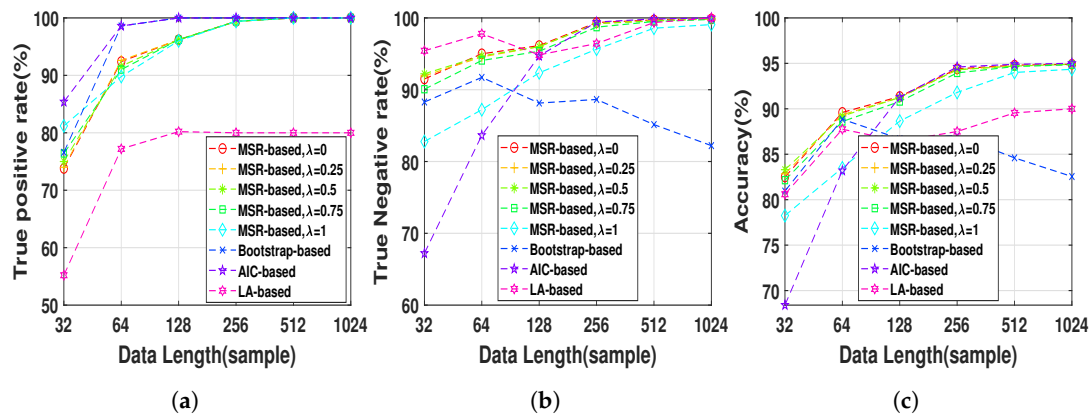 True positive rate(%)
100
90
80
70
60
50
32 64 128 256 512 1024
Data Length(sample)
MSR-based,λ=0
MSR-based,λ=0.25
MSR-based,λ=0.5
MSR-based,λ=0.75
MSR-based,λ=1
Bootstrap-based
AIC-based
LA-based
(a)
True Negative rate(%)
100
90
80
70
60
32 64 128 256 512 1024
Data Length(sample)
MSR-based,λ=0
MSR-based,λ=0.25
MSR-based,λ=0.5
MSR-based,λ=0.75
MSR-based,λ=1
Bootstrap-based
AIC-based
LA-based
(b)
Accuracy(%)
100
95
90
85
80
75
70
32 64 128 256 512 1024
Data Length(sample)
MSR-based,λ=0
MSR-based,λ=0.25
MSR-based,λ=0.5
MSR-based,λ=0.75
MSR-based,λ=1
Bootstrap-based
AIC-based
LA-based
(c)